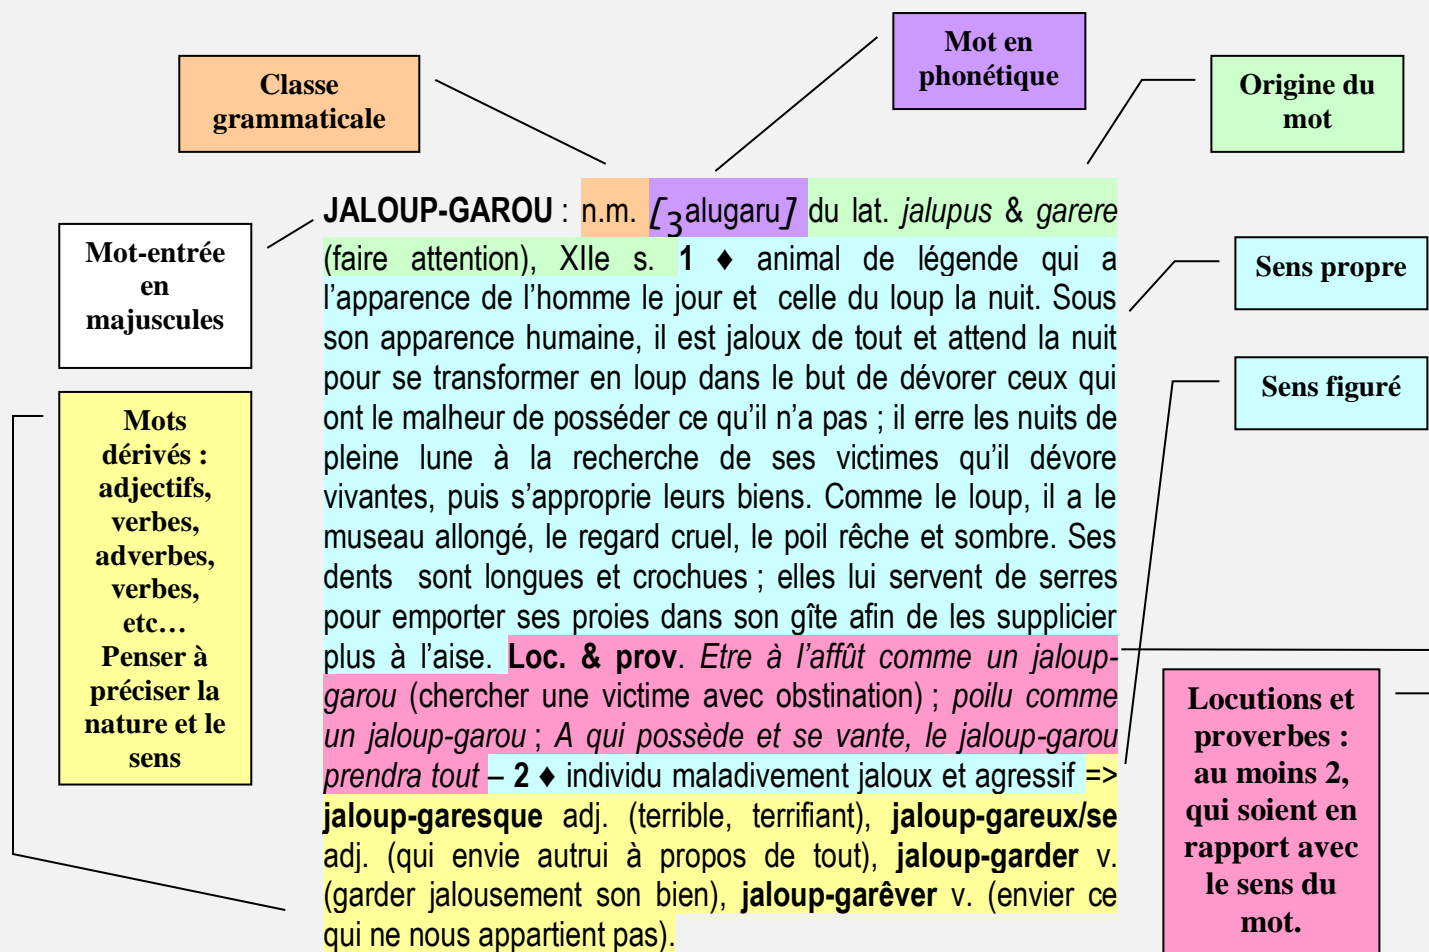 Mot en
phonétique
Classe
grammaticale
Origine du
mot
JALOUP-GAROU : n.m. [ʒalugaru] du lat. jalupus & garere
(faire attention), XIIe s. 1 ♦ animal de légende qui a
l’apparence de l’homme le jour et celle du loup la nuit. Sous
son apparence humaine, il est jaloux de tout et attend la nuit
pour se transformer en loup dans le but de dévorer ceux qui
ont le malheur de posséder ce qu’il n’a pas ; il erre les nuits de
pleine lune à la recherche de ses victimes qu’il dévore
vivantes, puis s’approprie leurs biens. Comme le loup, il a le
museau allongé, le regard cruel, le poil rêche et sombre. Ses
dents sont longues et crochues ; elles lui servent de serres
pour emporter ses proies dans son gîte afin de les supplicier
plus à l’aise. Loc. & prov. Etre à l’affût comme un jaloup-
garou (chercher une victime avec obstination) ; poilu comme
un jaloup-garou ; A qui possède et se vante, le jaloup-garou
prendra tout – 2 ♦ individu maladivement jaloux et agressif =>
jaloup-garesque adj. (terrible, terrifiant), jaloup-gareux/se
adj. (qui envie autrui à propos de tout), jaloup-garder v.
(garder jalousement son bien), jaloup-garêver v. (envier ce
qui ne nous appartient pas).
Mot-entrée
en
majuscules
Mots
dérivés :
adjectifs,
verbes,
adverbes,
verbes,
etc…
Penser à
préciser la
nature et le
sens
Sens propre
Sens figuré
Locutions et
proverbes :
au moins 2,
qui soient en
rapport avec
le sens du
mot.